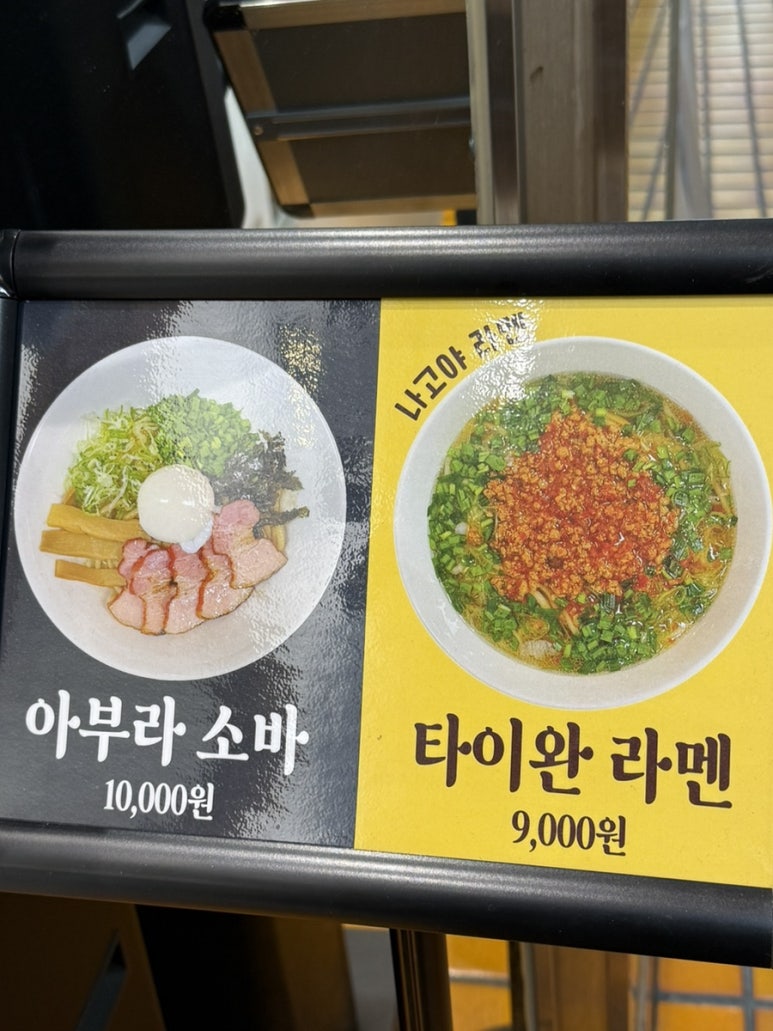 아부라 소바
10,000원
나고야
타이완 라멘
9,000원